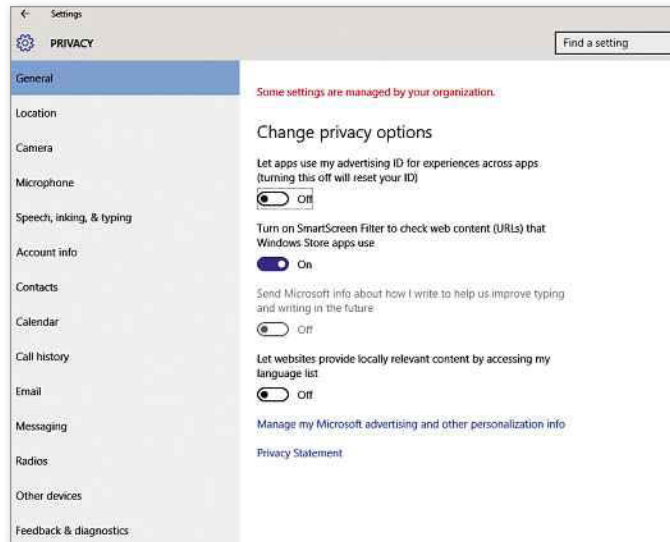 Settings
PRIVACY
Find a setting
General
Location
Camera
Microphone
Speech, inking, & typing
Account info
Contacts
Calendar
Call history
Email
Messaging
Radios
Other devices
Feedback & diagnostics
Some settings are managed by your organization.
Change privacy options
Let apps use my advertising ID for experiences across apps
(turning this off will reset your ID)
Off
Turn on SmartScreen Filter to check web content (URLs) that
Windows Store apps use
On
Send Microsoft info about how I write to help us improve typing
and writing in the future
Off
Let websites provide locally relevant content by accessing my
language list
Off
Manage my Microsoft advertising and other personalization info
Privacy Statement